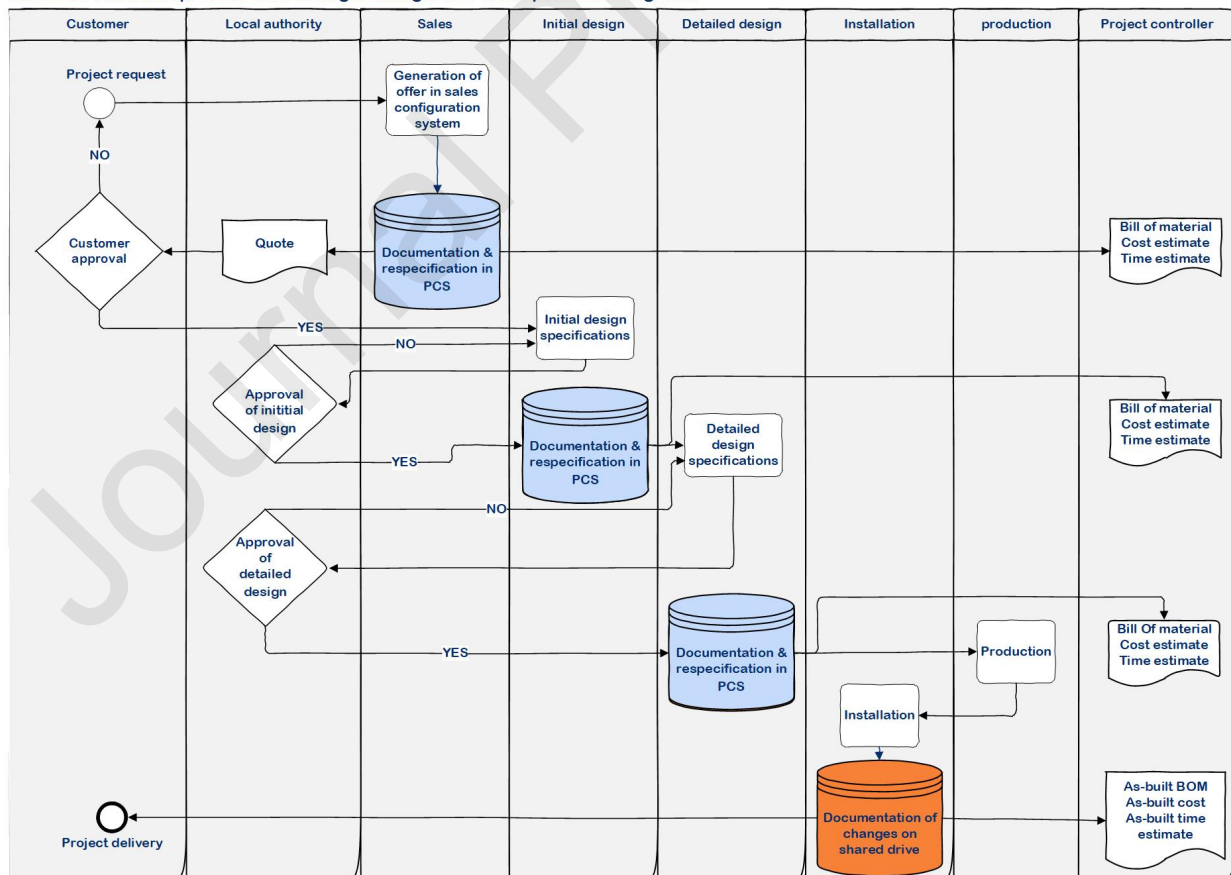 Customer
Local authority
Sales
Initial design
Detailed design
Installation
production
Project controller
Project request
Generation of
offer in sales
configuration
system
NO
Customer
approval
Quote
Documentation &
respecification in
PCS
Bill of material
Cost estimate
Time estimate
YES
Initial design
specifications
NO
Approval
of inititial
design
YES
Documentation &
respecification in
PCS
Detailed
design
specifications
Bill of material
Cost estimate
Time estimate
NO
Approval
of
detailed
design
YES
Documentation &
respecification in
PCS
Production
Bill Of material
Cost estimate
Time estimate
Installation
Project delivery
Documentation of
changes on
shared drive
As-built BOM
As-built cost
As-built time
estimate
Journal